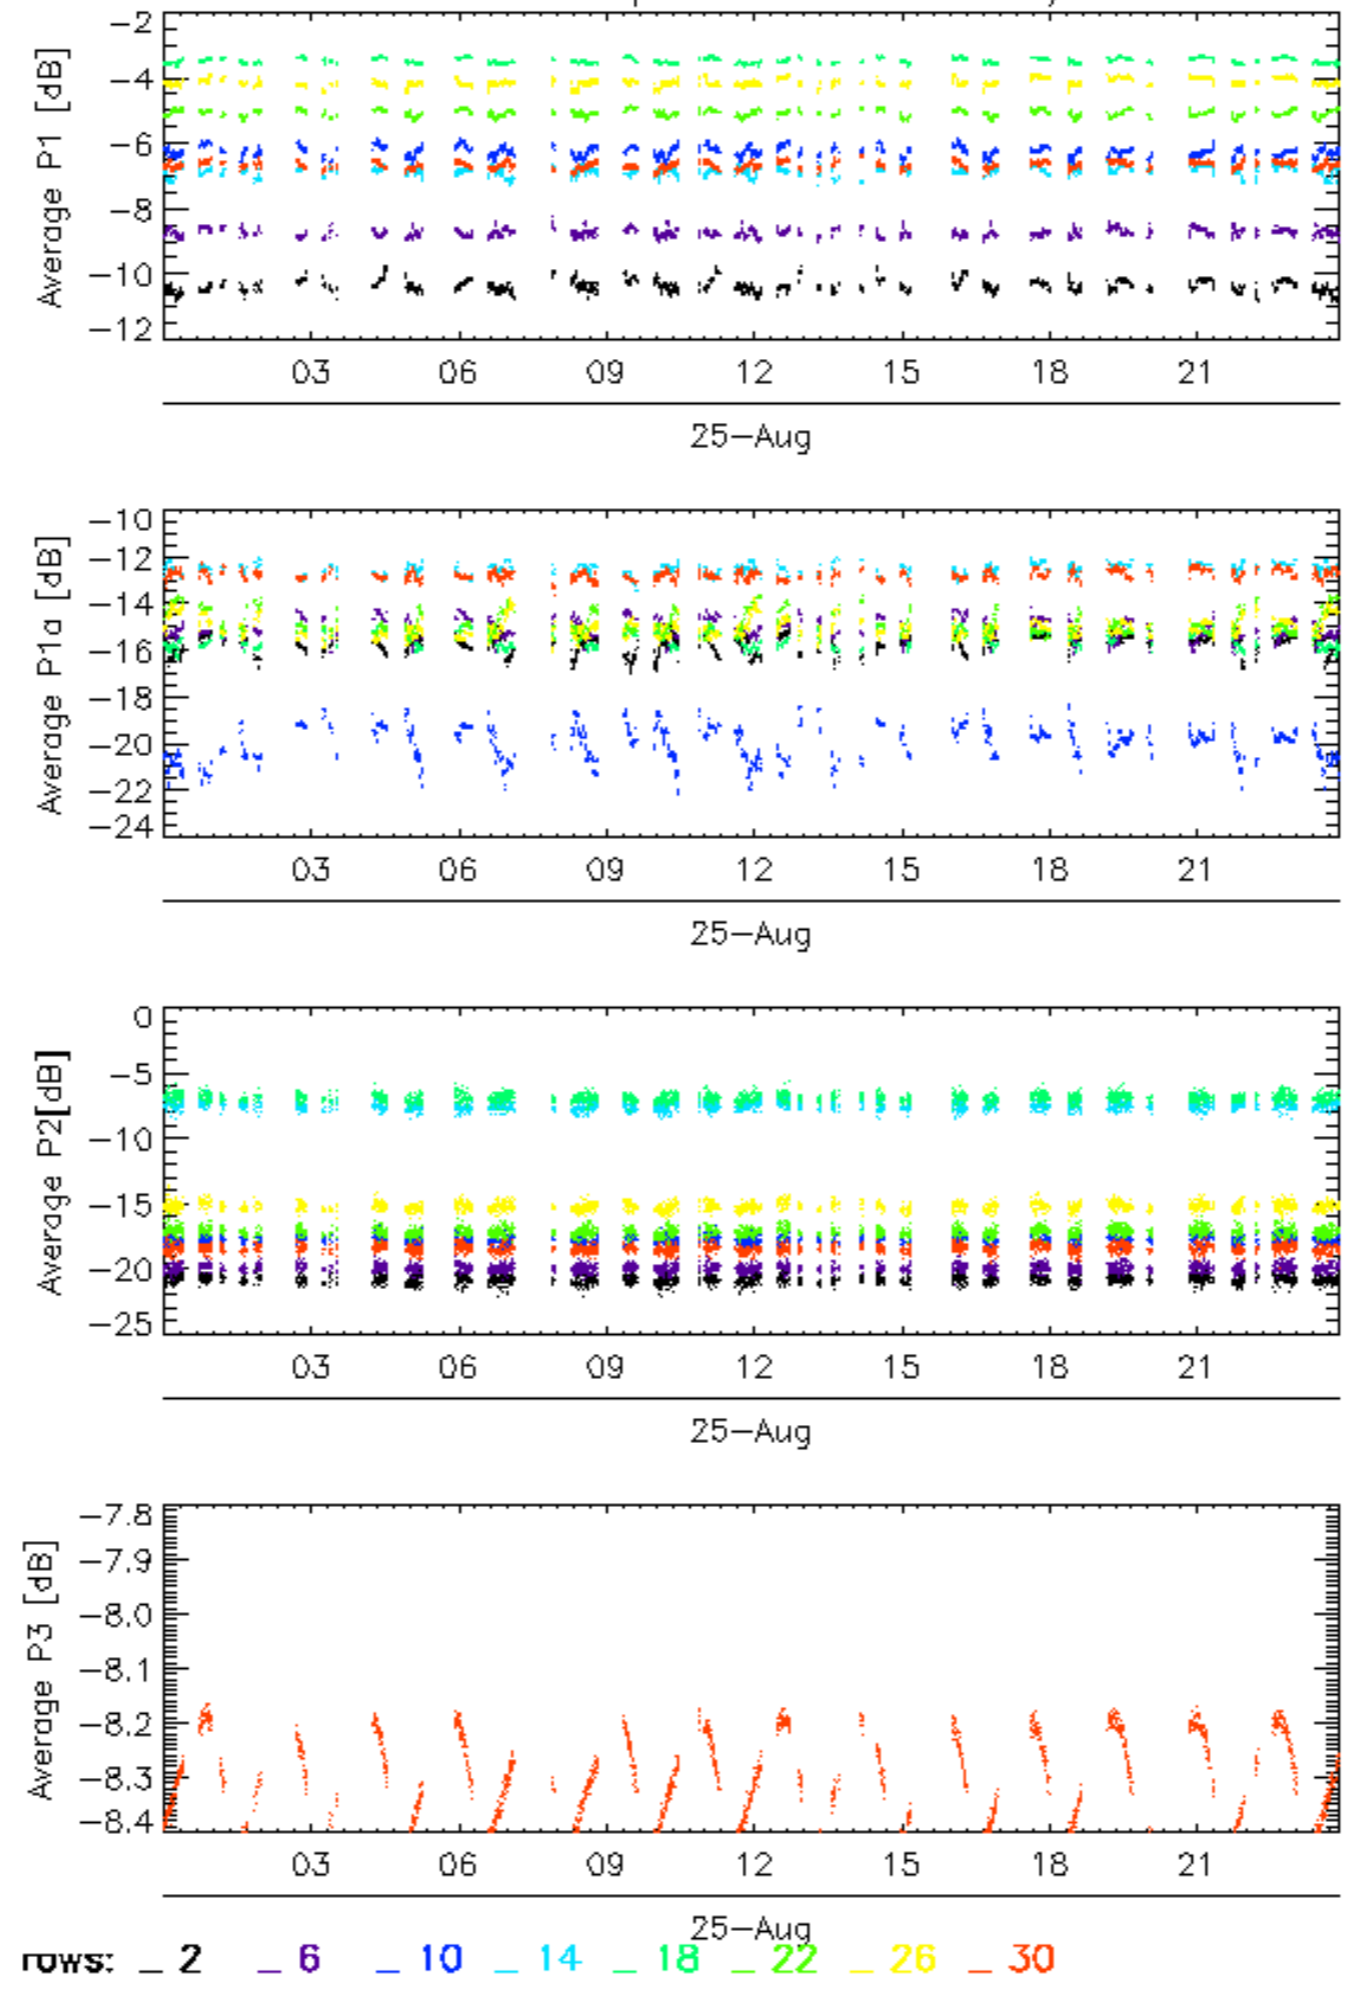 Average P1 [dB]
−2
−4
−6
−8
−10
−12
03 06 09 12 15 18 21
25−Aug
Average P1a [dB]
−10
−12
−14
−16
−18
−20
−22
−24
03 06 09 12 15 18 21
25−Aug
Average P2[dB]
0
−5
−10
−15
−20
−25
03 06 09 12 15 18 21
25−Aug
Average P3 [dB]
−7.8
−7.9
−8.0
−8.1
−8.2
−8.3
−8.4
03 06 09 12 15 18 21
25−Aug
rows: _ 2 _ 6 _ 10 _ 14 _ 18 _ 22 _ 26 _ 30